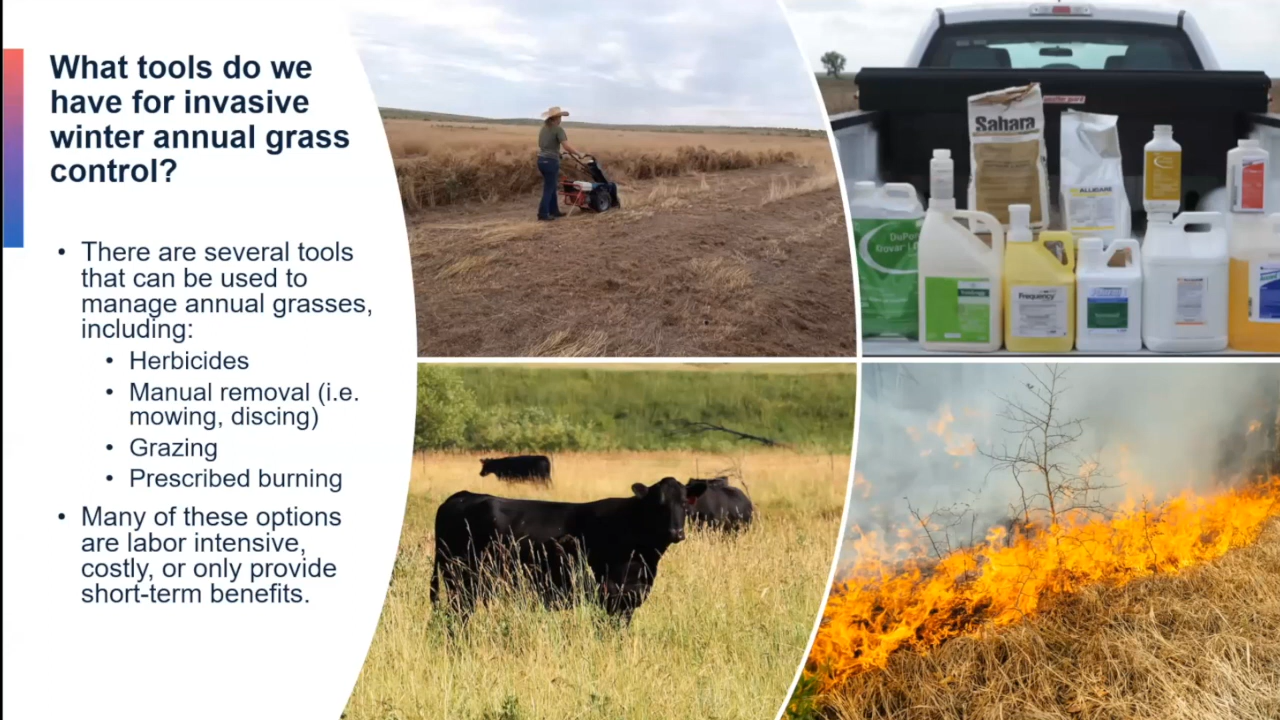 What tools do we
have for invasive
winter annual grass
control?
• There are several tools
that can be used to
manage annual grasses,
including:
• Herbicides
• Manual removal (i.e.
mowing, discing)
• Grazing
• Prescribed burning
• Many of these options
are labor intensive,
costly, or only provide
short-term benefits.
Sahara
DuPont
Frequency